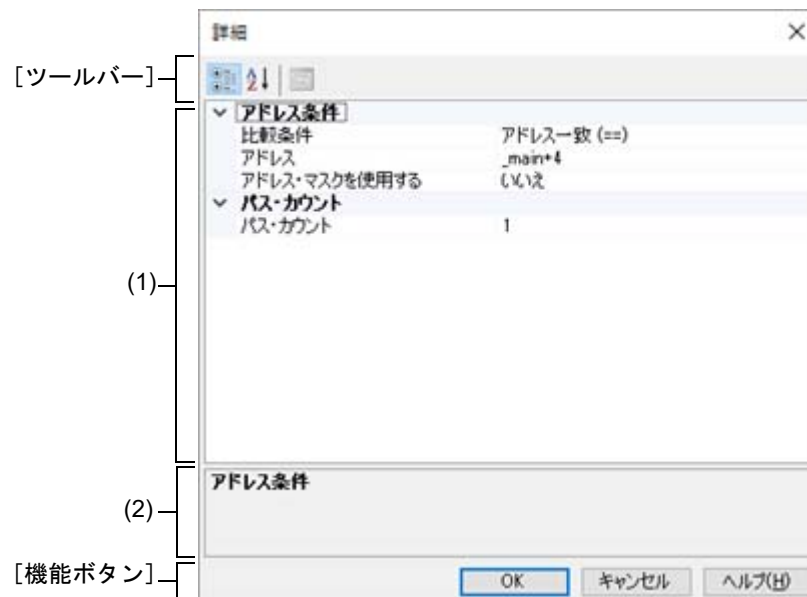 詳細
[ツールバー]
アドレス条件
比較条件 アドレス一致 (==)
アドレス _main+4
アドレス・マスクを使用する いいえ
パス・カウント
パス・カウント 1
(1)
アドレス条件
(2)
[機能ボタン]
OK キャンセル ヘルプ(H)